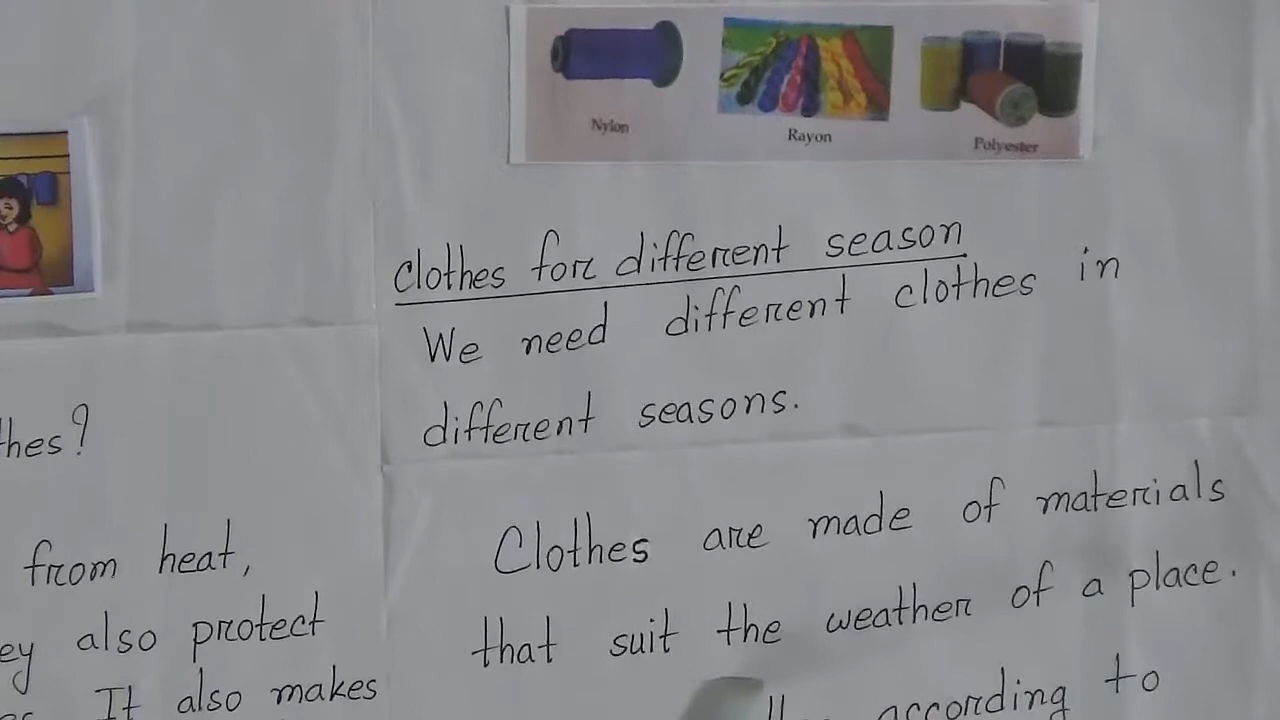 Nylon
Rayon
Polyester
Clothes for different season
We need different clothes in
different seasons.
Clothes are made of materials
that suit the weather of a place.
according to
hes?
from heat,
ey also protect
It also makes